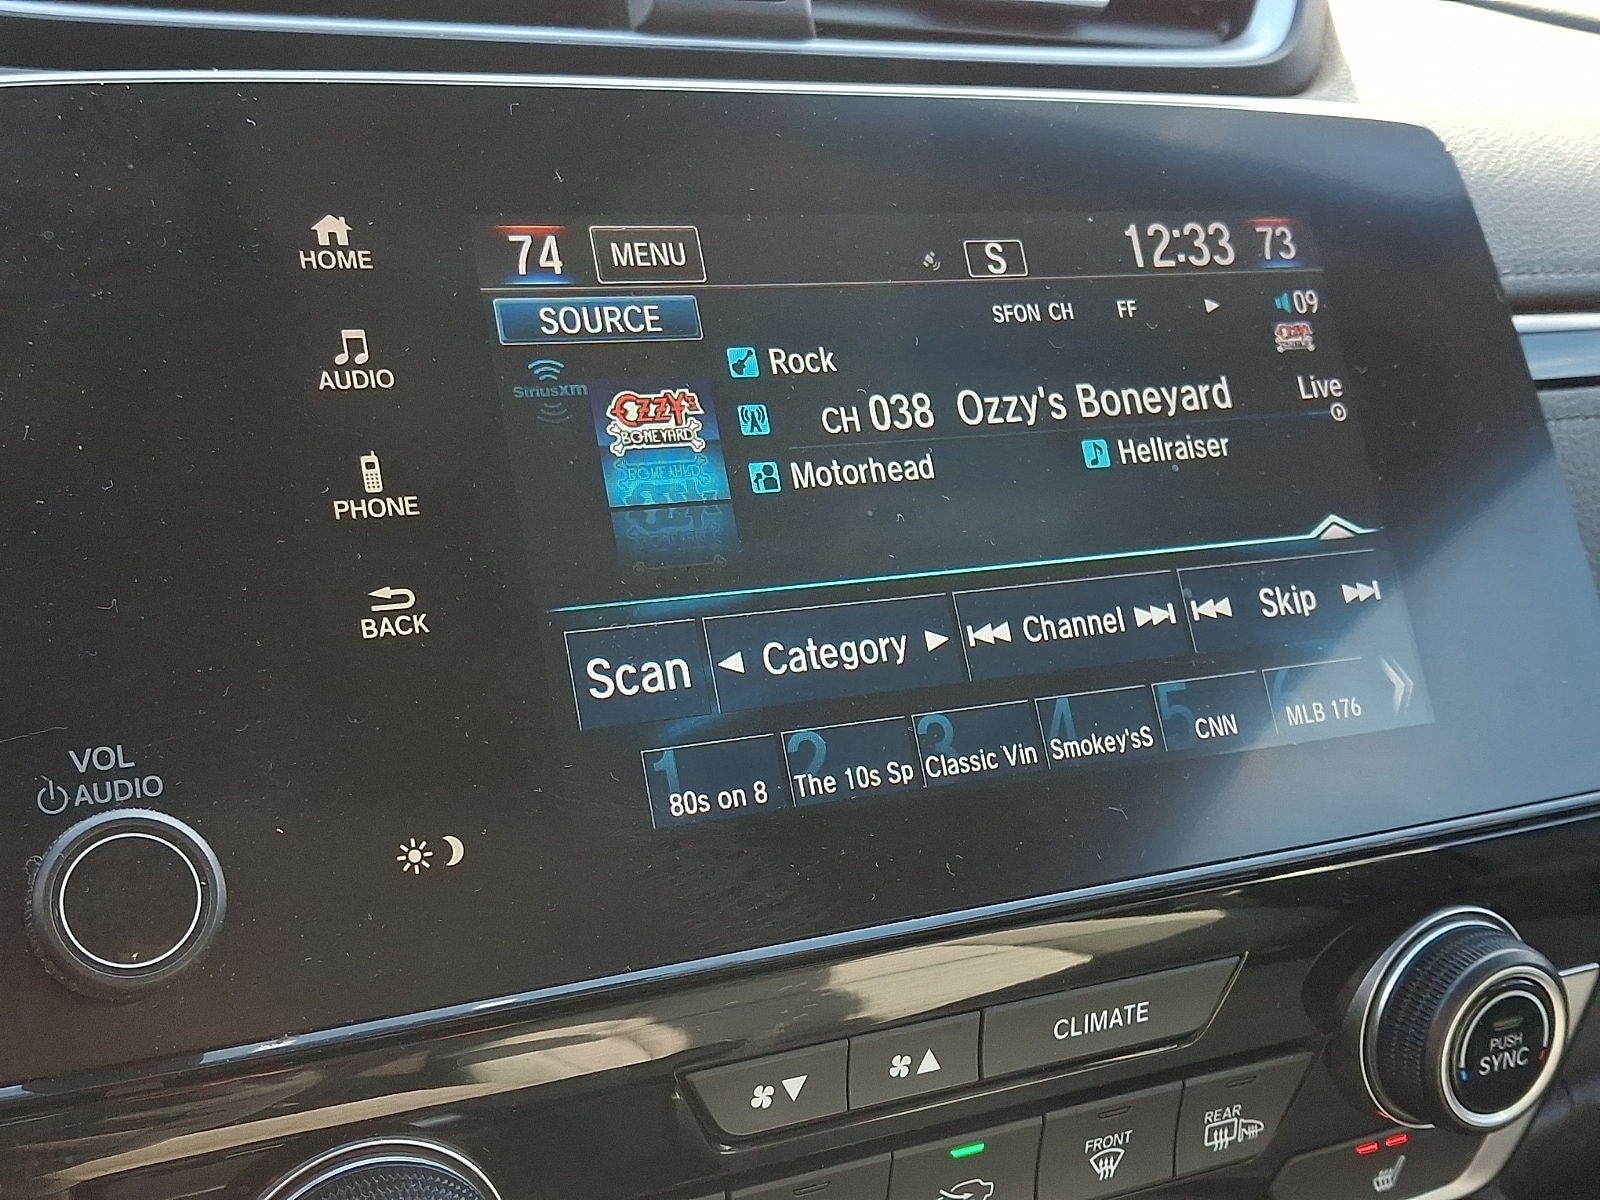 HOME
AUDIO
PHONE
BACK
VOL
AUDIO
74 MENU S 12:33 73
SOURCE SFON CH FF 09
SiriusXM
OZZY's
BONEYARD
Rock
CH 038 Ozzy's Boneyard Live
Motorhead Hellraiser
Scan Category Channel Skip
1 80s on 8
2 The 10s Sp
3 Classic Vin
4 Smokey'sS
5 CNN
6 MLB 176
CLIMATE
PUSH
SYNC
FRONT
REAR